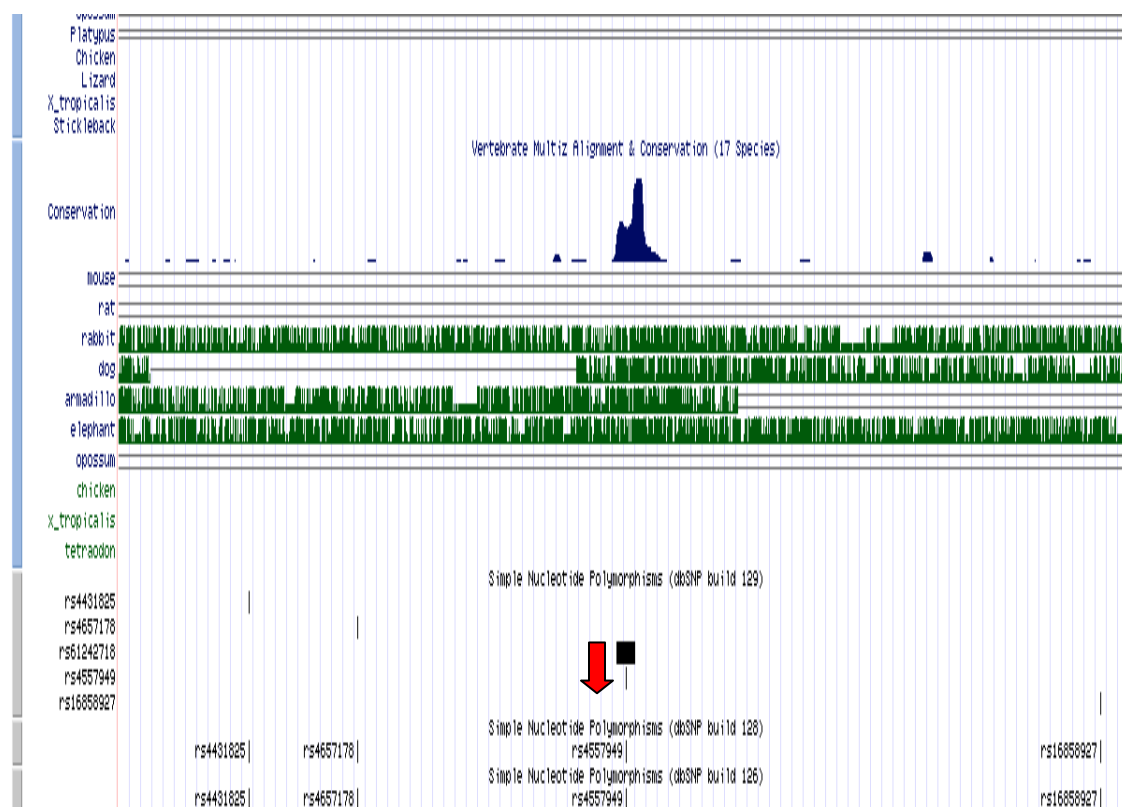 opossum
Platypus
Chicken
Lizard
X_tropicalis
Stickleback
Vertebrate Multiz Alignment & Conservation (17 Species)
Conservation
mouse
rat
rabbit
dog
armadillo
elephant
opossum
chicken
x_tropicalis
tetraodon
Simple Nucleotide Polymorphisms (dbSNP build 129)
rs4431825
rs4657178
rs61242718
rs4557949
rs16858927
Simple Nucleotide Polymorphisms (dbSNP build 128)
rs4431825 rs4657178 rs4557949 rs16858927
Simple Nucleotide Polymorphisms (dbSNP build 126)
rs4431825 rs4657178 rs4557949 rs16858927